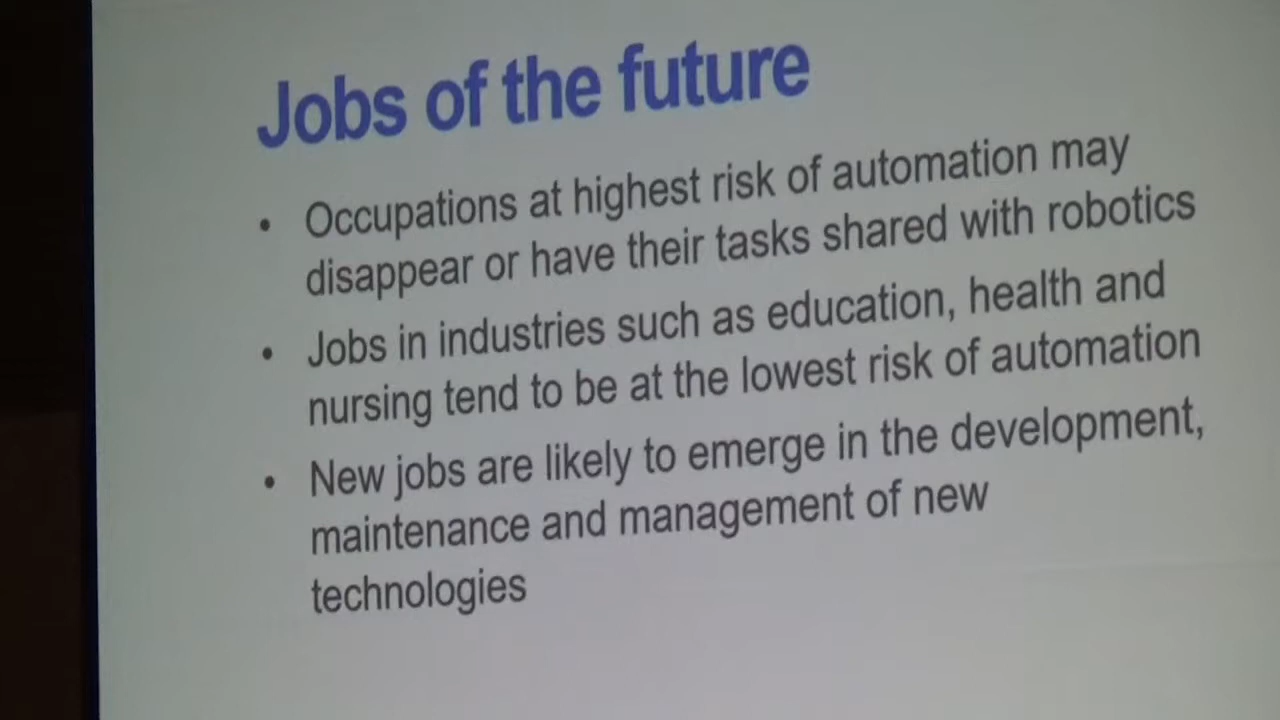 Jobs of the future
• Occupations at highest risk of automation may
disappear or have their tasks shared with robotics
• Jobs in industries such as education, health and
nursing tend to be at the lowest risk of automation
• New jobs are likely to emerge in the development,
maintenance and management of new
technologies